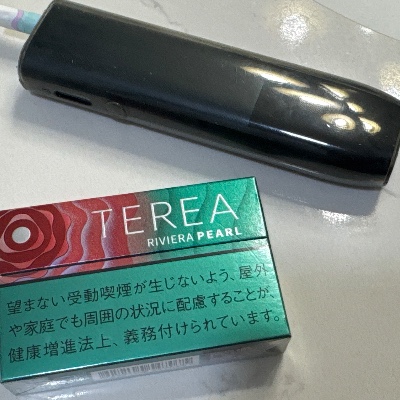 TEREA
RIVIERA PEARL
望まない受動喫煙が生じないよう、屋外
や家庭でも周囲の状況に配慮することが、
健康増進法上、義務付けられています。